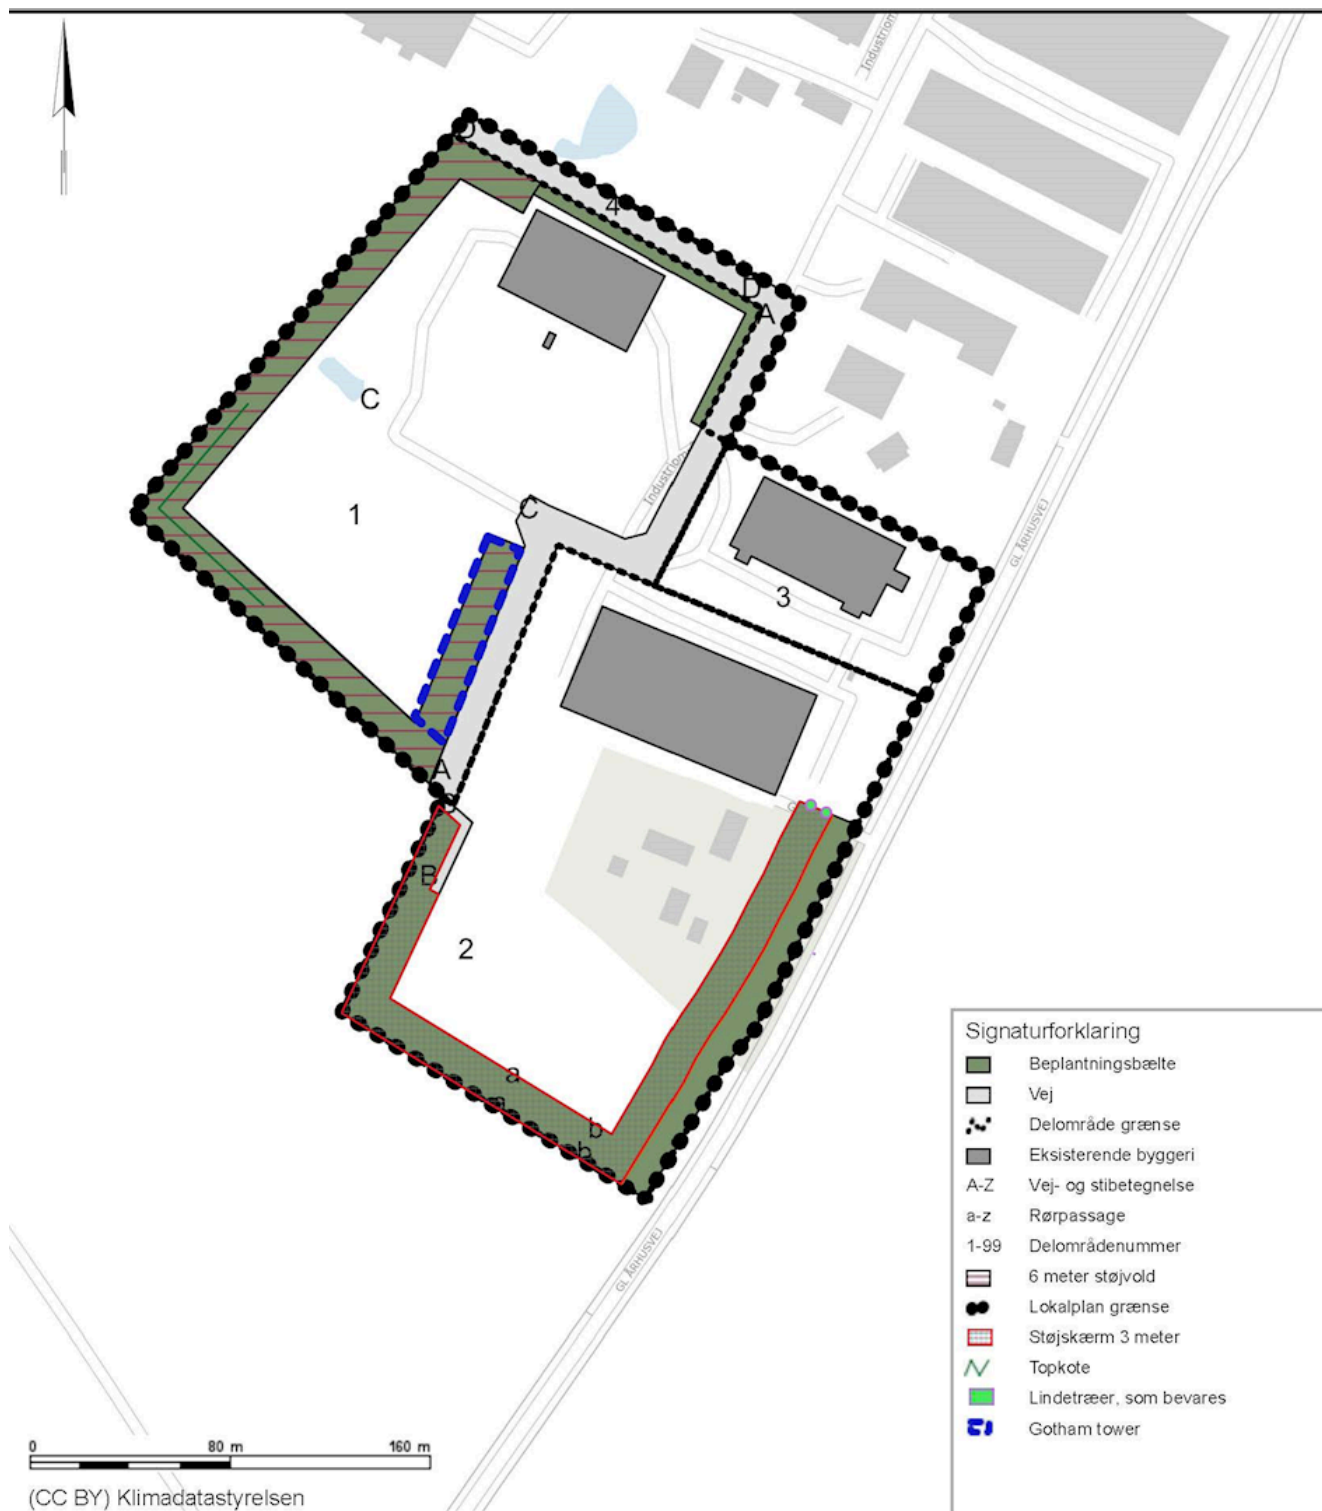 Industriom
D
4
D
A
C
1
C
Industriom
GL ÅRHUSVEJ
3
A
B
B
2
a
a
b
b
GL ÅRHUSVEJ
Signaturforklaring
Beplantningsbælte
Vej
Delområde grænse
Eksisterende byggeri
A-Z Vej- og stibetegnelse
a-z Rørpassage
1-99 Delområdenummer
6 meter støjvold
Lokalplan grænse
Støjskærm 3 meter
Topkote
Lindetræer, som bevares
Gotham tower
0 80 m 160 m
(CC BY) Klimadatastyrelsen